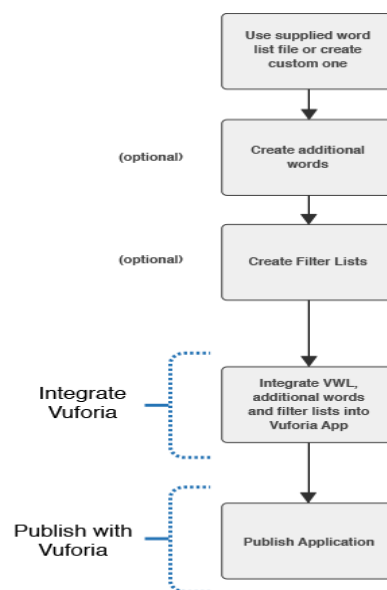 Use supplied word
list file or create
custom one
(optional)
Create additional
words
(optional)
Create Filter Lists
Integrate
Vuforia
Integrate VWL,
additional words
and filter lists into
Vuforia App
Publish with
Vuforia
Publish Application